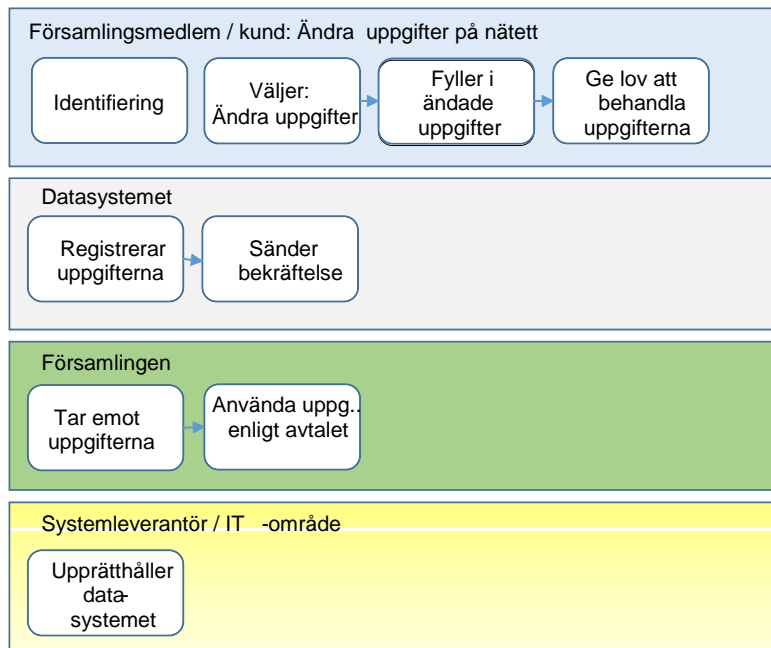 Församlingsmedlem / kund: Ändra uppgifter på nätett
Identifiering
Väljer:
Ändra uppgifter
Fyller i
ändade
uppgifter
Ge lov att
behandla
uppgifterna
Datasystemet
Registrerar
uppgifterna
Sänder
bekräftelse
Församlingen
Tar emot
uppgifterna
Använda uppg..
enligt avtalet
Systemleverantör / IT -område
Upprätthåller
data-
systemet